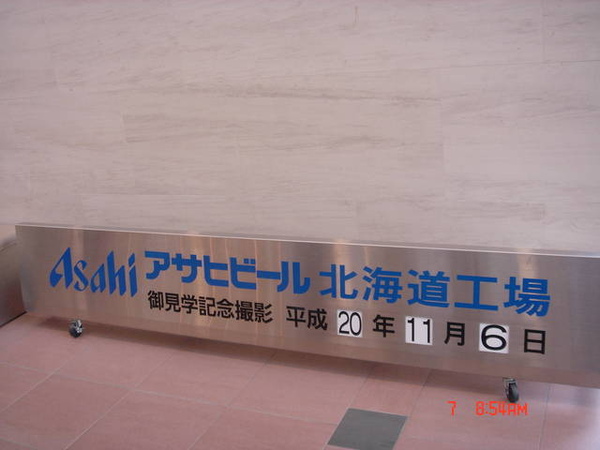 Asahi アサヒビール 北海道工場
御見学記念撮影 平成 20 年 11 月 6 日
7 8:54AM